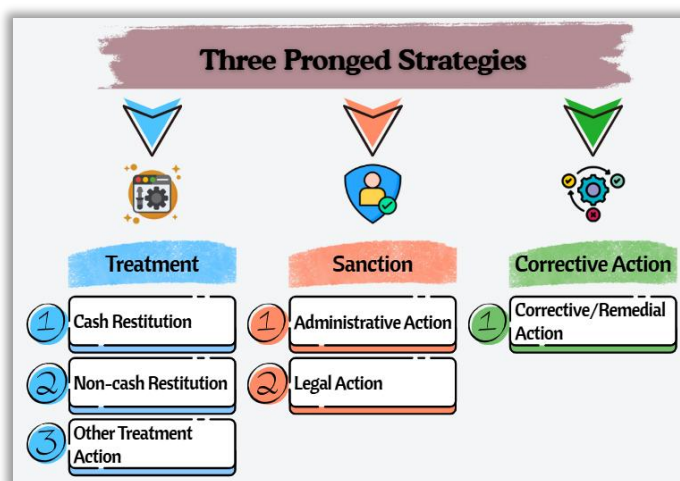 Three Pronged Strategies
Treatment
1 Cash Restitution
2 Non-cash Restitution
3 Other Treatment
Action
Sanction
1 Administrative Action
2 Legal Action
Corrective Action
1 Corrective/Remedial
Action